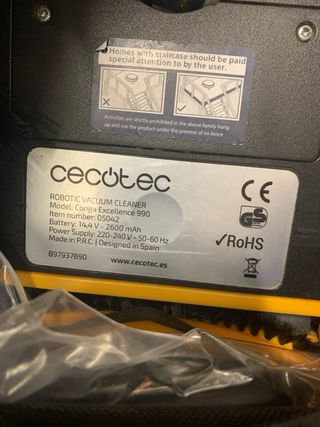 Homes with staircase should be paid
special attention to by the user.
Activities are strictly prohibited in the above family hang
up and use the product under the premise of no fence
cecotec
ROBOTIC VACUUM CLEANER
Model: Conga Excellence 990
Item number: 05042
Battery: 14.4 V - 2600 mAh
Power Supply: 220-240 V ~ 50-60 Hz
Made in P.R.C | Designed in Spain
B97937B90
www.cecotec.es
CE
GS
✓RoHS